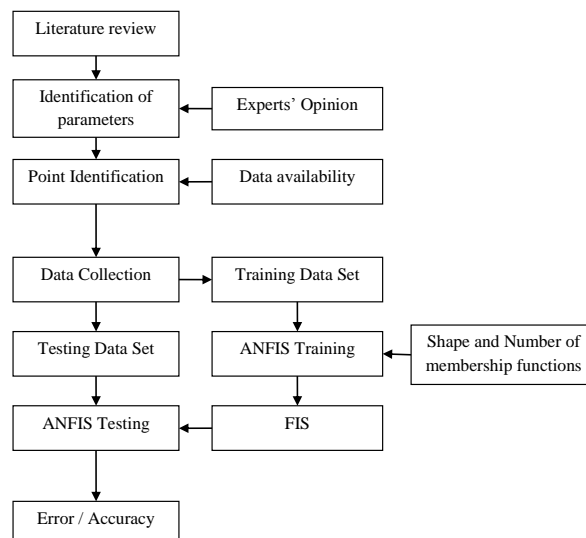 Literature review
Identification of
parameters
Experts’ Opinion
Point Identification
Data availability
Data Collection
Training Data Set
Testing Data Set
ANFIS Training
Shape and Number of
membership functions
ANFIS Testing
FIS
Error / Accuracy